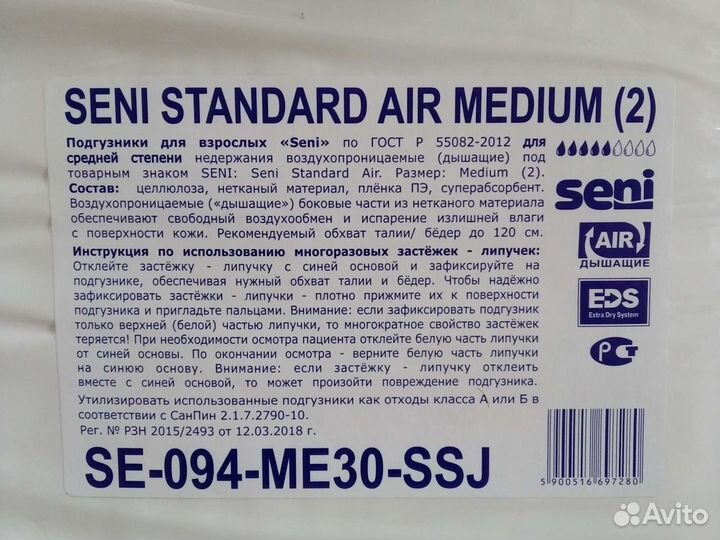 SENI STANDARD AIR MEDIUM (2)
Подгузники для взрослых «Seni» по ГОСТ Р 55082-2012 для
средней степени недержания воздухопроницаемые (дышащие) под
товарным знаком SENI: Seni Standard Air. Размер: Medium (2).
Состав: целлюлоза, нетканый материал, плёнка ПЭ, суперабсорбент.
Воздухопроницаемые («дышащие») боковые части из нетканого материала
обеспечивают свободный воздухообмен и испарение излишней влаги
с поверхности кожи. Рекомендуемый обхват талии/ бёдер до 120 см.
seni
AIR
ДЫШАЩИЕ
EDS
Extra Dry System
РСТ
Инструкция по использованию многоразовых застёжек - липучек:
Отклейте застёжку - липучку с синей основой и зафиксируйте на
подгузнике, обеспечивая нужный обхват талии и бёдер. Чтобы надёжно
зафиксировать застёжки - липучки - плотно прижмите их к поверхности
подгузника и пригладьте пальцами. Внимание: если зафиксировать подгузник
только верхней (белой) частью липучки, то многократное свойство застёжек
теряется! При необходимости осмотра пациента отклейте белую часть липучки
от синей основы. По окончании осмотра - верните белую часть липучки
на синюю основу. Внимание: если застёжку - липучку отклеить
вместе с синей основой, то может произойти повреждение подгузника.
Утилизировать использованные подгузники как отходы класса А или Б в
соответствии с СанПин 2.1.7.2790-10.
Рег. № РЗН 2015/2493 от 12.03.2018 г.
SE-094-ME30-SSJ
5 900516 697280
Avito